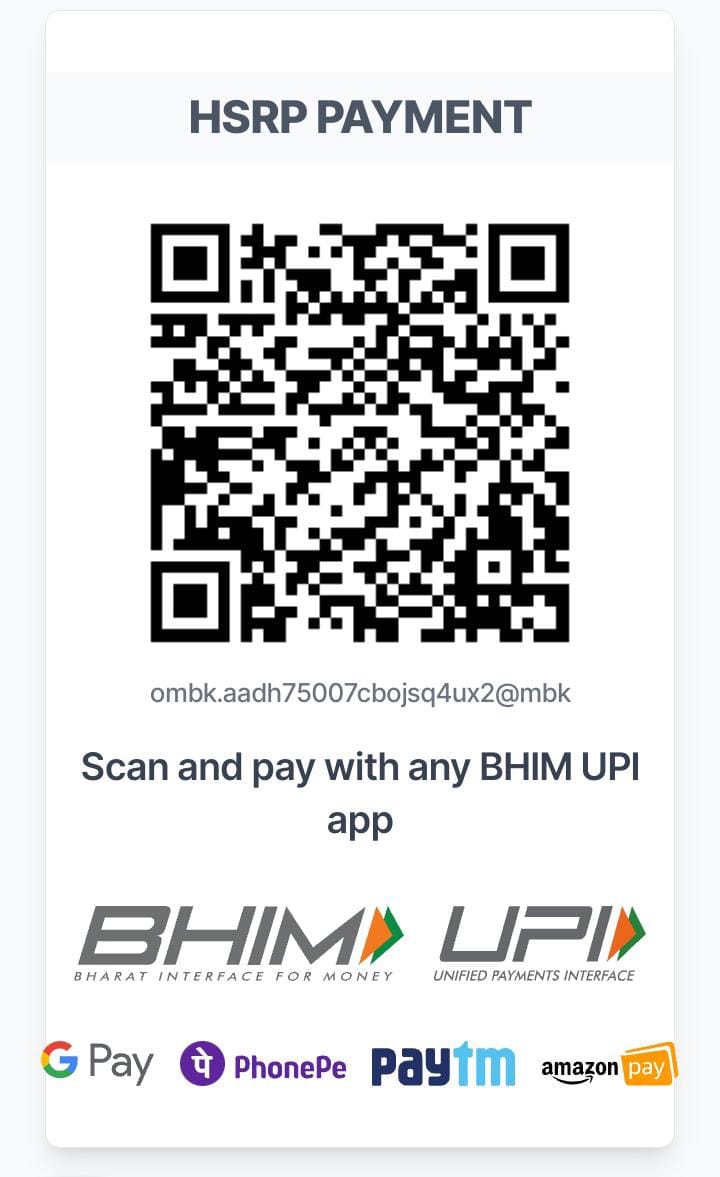 HSRP PAYMENT
ombk.aadh75007cbojsq4ux2@mbk
Scan and pay with any BHIM UPI
app
BHIM UPI
BHARAT INTERFACE FOR MONEY UNIFIED PAYMENTS INTERFACE
G Pay पे PhonePe paytm amazon pay